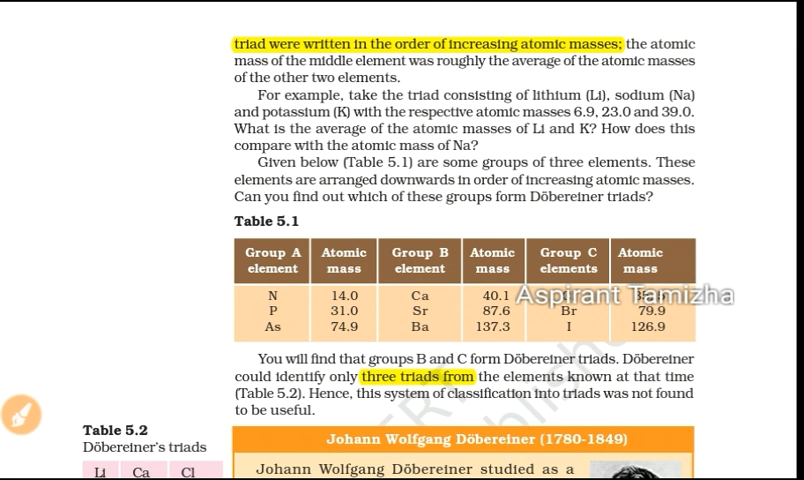 triad were written in the order of increasing atomic masses; the atomic
mass of the middle element was roughly the average of the atomic masses
of the other two elements.
For example, take the triad consisting of lithium (Li), sodium (Na)
and potassium (K) with the respective atomic masses 6.9, 23.0 and 39.0.
What is the average of the atomic masses of Li and K? How does this
compare with the atomic mass of Na?
Given below (Table 5.1) are some groups of three elements. These
elements are arranged downwards in order of increasing atomic masses.
Can you find out which of these groups form Döbereiner triads?
Table 5.1
Group A element Atomic mass Group B element Atomic mass Group C elements Atomic mass
N 14.0 Ca 40.1
Aspirant Tamizha
P 31.0 Sr 87.6 Br 79.9
As 74.9 Ba 137.3 I 126.9
You will find that groups B and C form Döbereiner triads. Döbereiner
could identify only three triads from the elements known at that time
(Table 5.2). Hence, this system of classification into triads was not found
to be useful.
Table 5.2
Döbereiner's triads
Li Ca Cl
Johann Wolfgang Döbereiner (1780-1849)
Johann Wolfgang Döbereiner studied as a